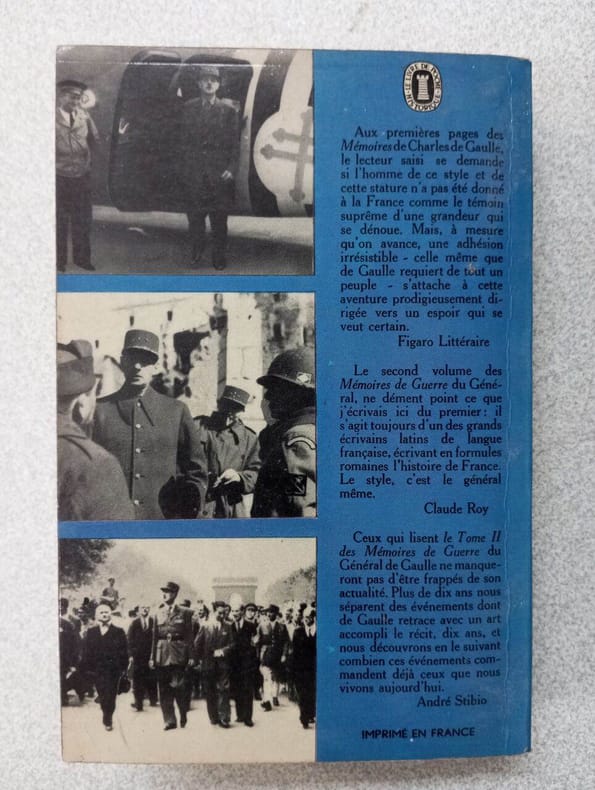 LE LIVRE DE POCHE
HISTORIQUE
Aux premières pages des
Mémoires de Charles de Gaulle,
le lecteur saisi se demande
si l'homme de ce style et de
cette stature n'a pas été donné
à la France comme le témoin
suprême d'une grandeur qui
se dénoue. Mais, à mesure
qu'on avance, une adhésion
irrésistible - celle même que
de Gaulle requiert de tout un
peuple - s'attache à cette
aventure prodigieusement di-
rigée vers un espoir qui se
veut certain.
Figaro Littéraire
Le second volume des
Mémoires de Guerre du Géné-
ral, ne dément point ce que
j'écrivais ici du premier : il
s'agit toujours d'un des grands
écrivains latins de langue
française, écrivant en formules
romaines l'histoire de France.
Le style, c'est le général
même.
Claude Roy
Ceux qui lisent le Tome II
des Mémoires de Guerre du
Général de Gaulle ne manque-
ront pas d'être frappés de son
actualité. Plus de dix ans nous
séparent des événements dont
de Gaulle retrace avec un art
accompli le récit, dix ans, et
nous découvrons en le suivant
combien ces événements com-
mandent déjà ceux que nous
vivons aujourd'hui.
André Stibio
IMPRIMÉ EN FRANCE